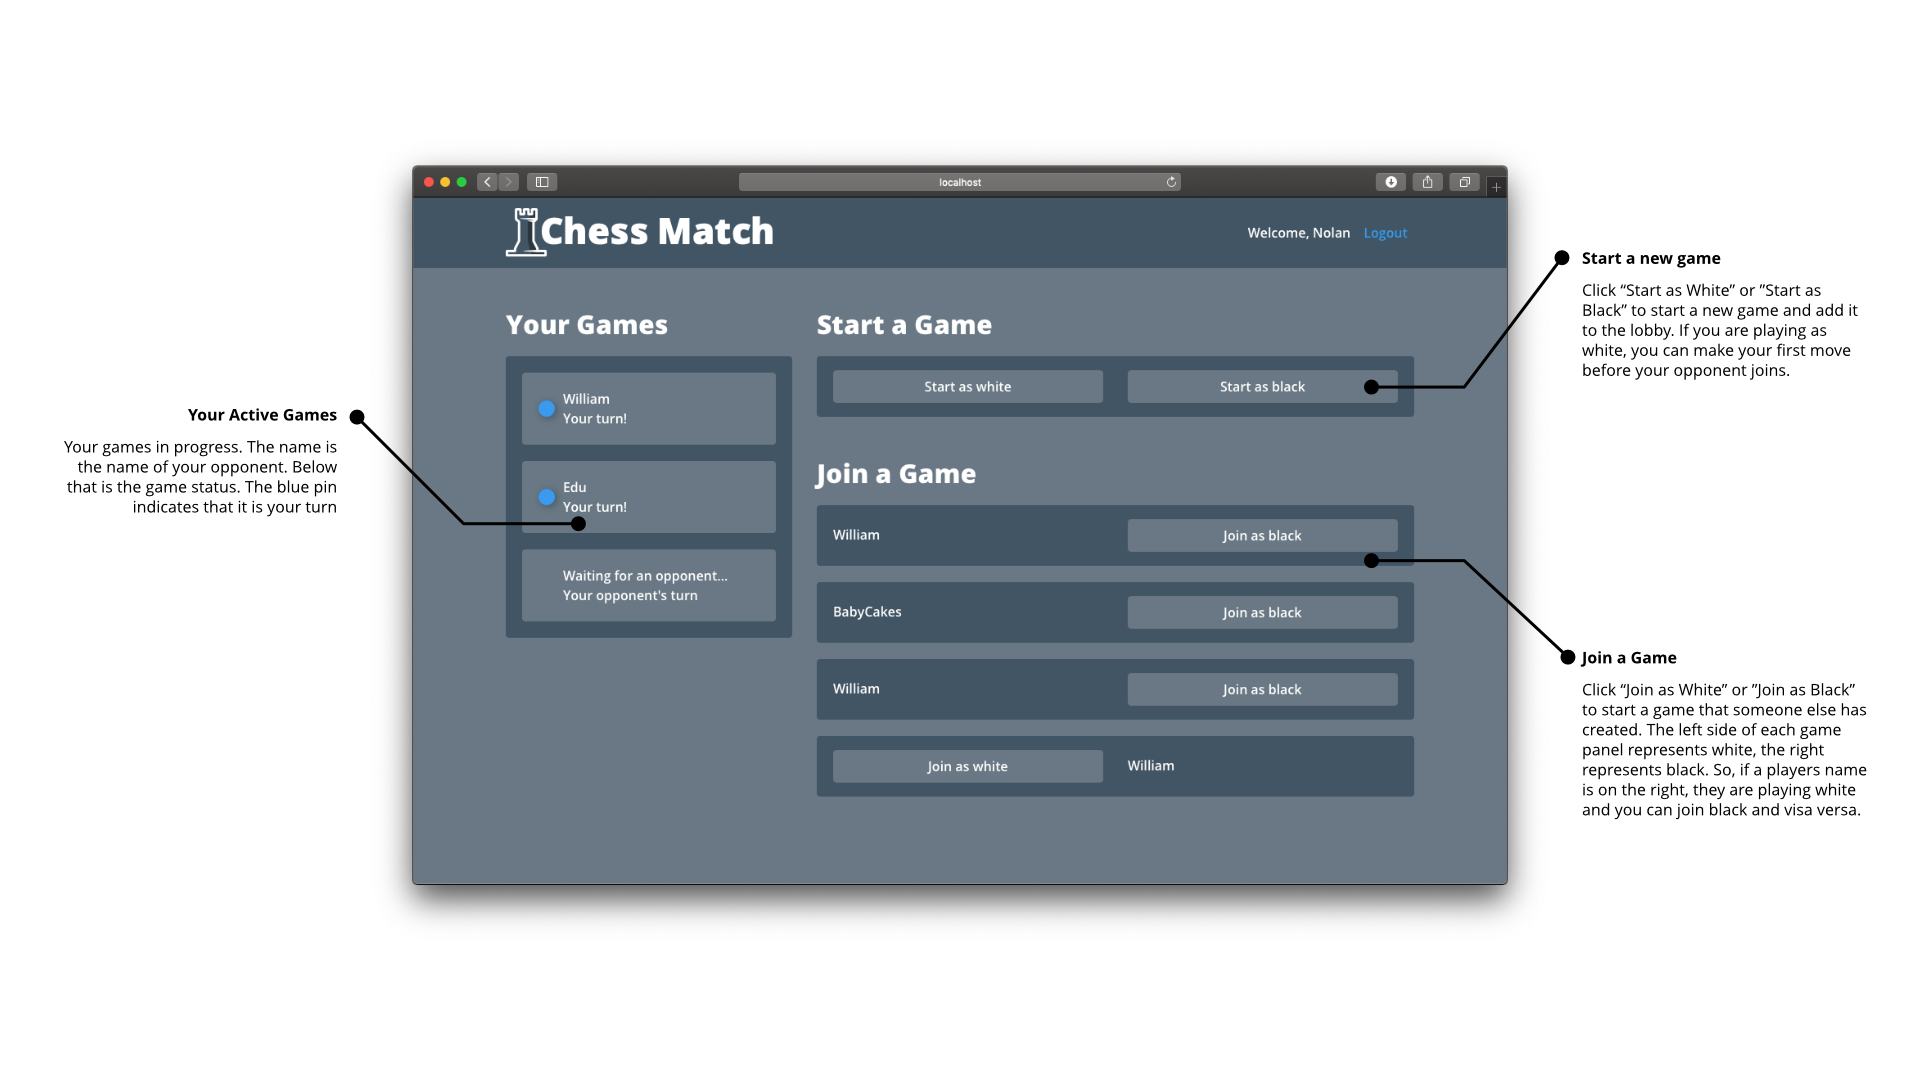 localhost
Chess Match
Welcome, Nolan Logout
Your Games
William
Your turn!
Edu
Your turn!
Waiting for an opponent...
Your opponent's turn
Start a Game
Start as white
Start as black
Join a Game
William
Join as black
BabyCakes
Join as black
William
Join as black
Join as white
William
Your Active Games
Your games in progress. The name is
the name of your opponent. Below
that is the game status. The blue pin
indicates that it is your turn
Start a new game
Click “Start as White” or ”Start as
Black” to start a new game and add it
to the lobby. If you are playing as
white, you can make your first move
before your opponent joins.
Join a Game
Click “Join as White” or ”Join as Black”
to start a game that someone else has
created. The left side of each game
panel represents white, the right
represents black. So, if a players name
is on the right, they are playing white
and you can join black and visa versa.